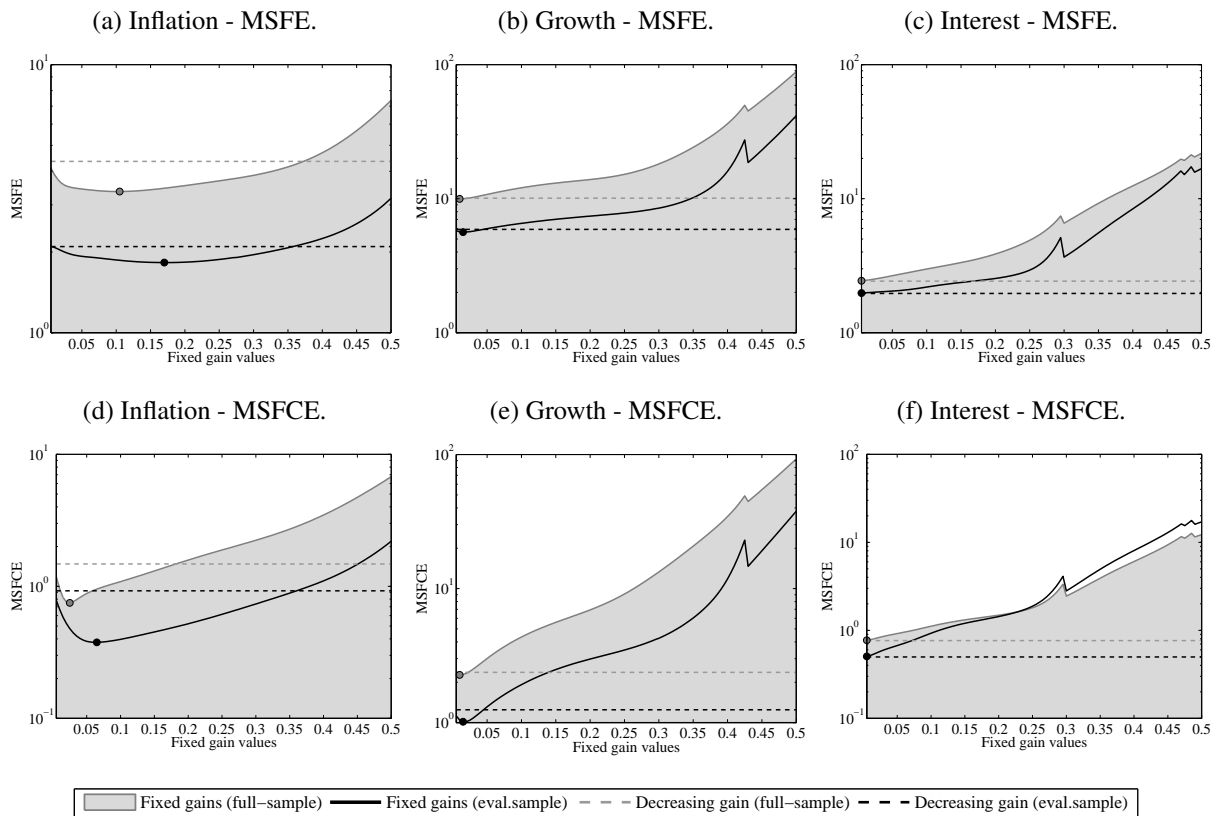 (a) Inflation - MSFE.
10^1
MSFE
10^0
0.05 0.1 0.15 0.2 0.25 0.3 0.35 0.4 0.45 0.5
Fixed gain values
(b) Growth - MSFE.
10^2
MSFE
10^1
10^0
0.05 0.1 0.15 0.2 0.25 0.3 0.35 0.4 0.45 0.5
Fixed gain values
(c) Interest - MSFE.
10^2
MSFE
10^1
10^0
0.05 0.1 0.15 0.2 0.25 0.3 0.35 0.4 0.45 0.5
Fixed gain values
(d) Inflation - MSFCE.
10^1
MSFCE
10^0
10^-1
0.05 0.1 0.15 0.2 0.25 0.3 0.35 0.4 0.45 0.5
Fixed gain values
(e) Growth - MSFCE.
10^2
MSFCE
10^1
10^0
0.05 0.1 0.15 0.2 0.25 0.3 0.35 0.4 0.45 0.5
Fixed gain values
(f) Interest - MSFCE.
10^2
MSFCE
10^1
10^0
10^-1
0.05 0.1 0.15 0.2 0.25 0.3 0.35 0.4 0.45 0.5
Fixed gain values
Fixed gains (full−sample) Fixed gains (eval.sample) Decreasing gain (full−sample) Decreasing gain (eval.sample)